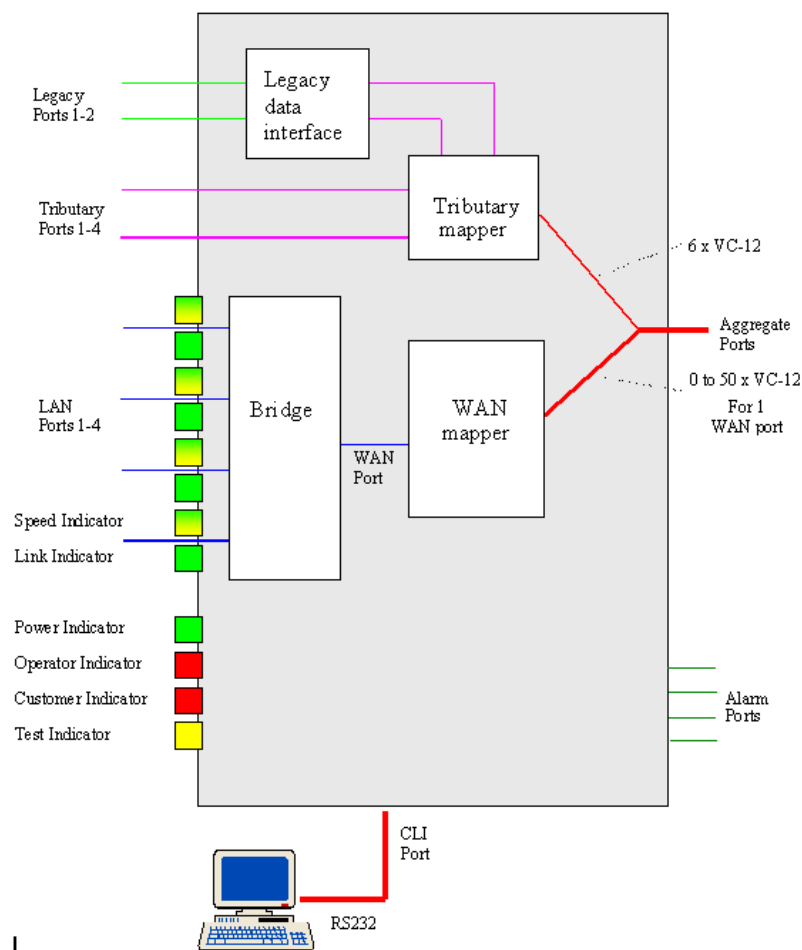 Legacy
Ports 1-2
Legacy
data
interface
Tributary
Ports 1-4
Tributary
mapper
6 x VC-12
Aggregate
Ports
0 to 50 x VC-12
For 1
WAN port
LAN
Ports 1-4
Bridge
WAN
Port
WAN
mapper
Speed Indicator
Link Indicator
Power Indicator
Operator Indicator
Customer Indicator
Test Indicator
Alarm
Ports
CLI
Port
RS232